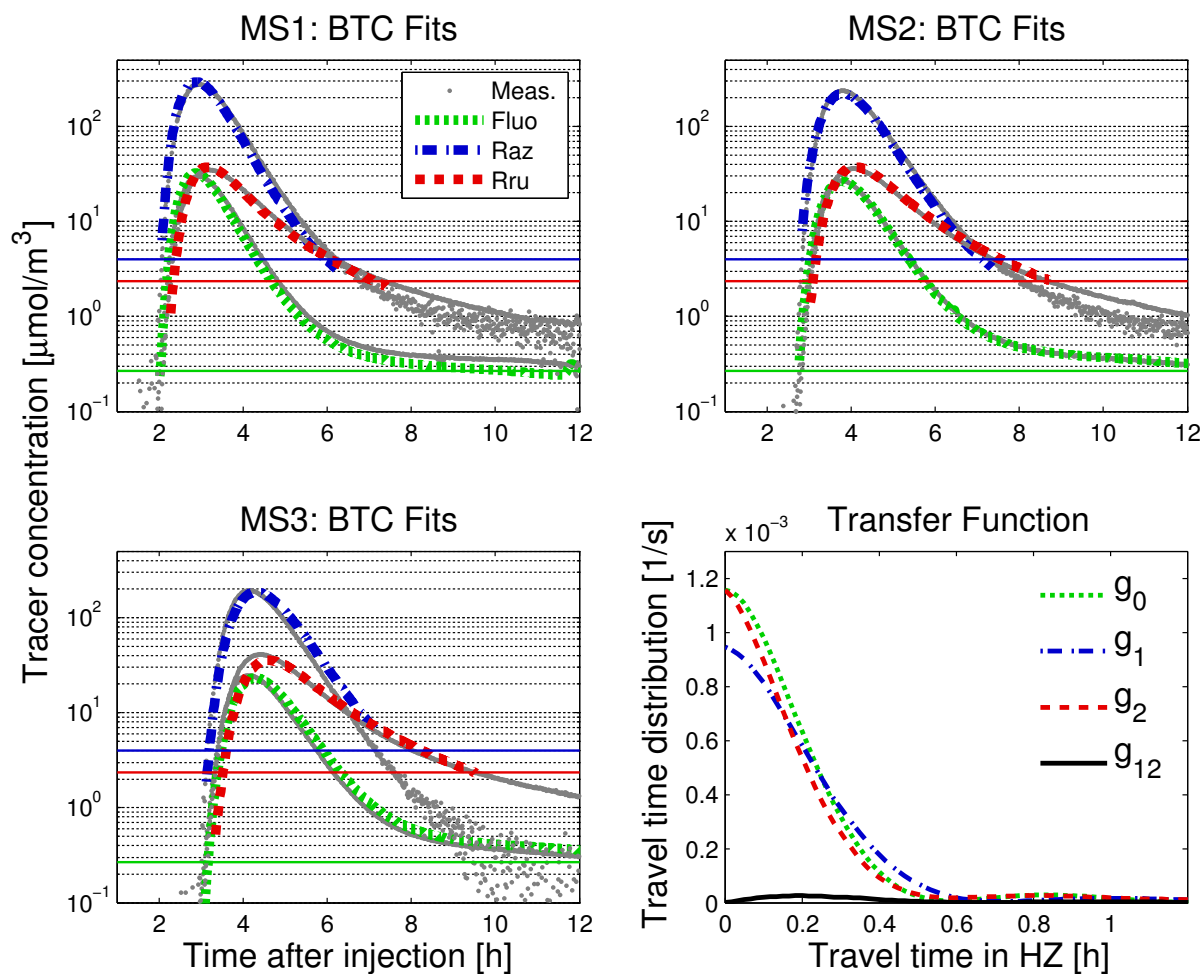 MS1: BTC Fits
MS2: BTC Fits
Tracer concentration [µmol/m³]
10²
10¹
10⁰
10⁻¹
2 4 6 8 10 12
Meas.
Fluo
Raz
Rru
10²
10¹
10⁰
10⁻¹
2 4 6 8 10 12
MS3: BTC Fits
Transfer Function
10²
10¹
10⁰
10⁻¹
2 4 6 8 10 12
Time after injection [h]
x 10⁻³
Travel time distribution [1/s]
1.2
1
0.8
0.6
0.4
0.2
0
0 0.2 0.4 0.6 0.8 1
g₀
g₁
g₂
g₁₂
Travel time in HZ [h]